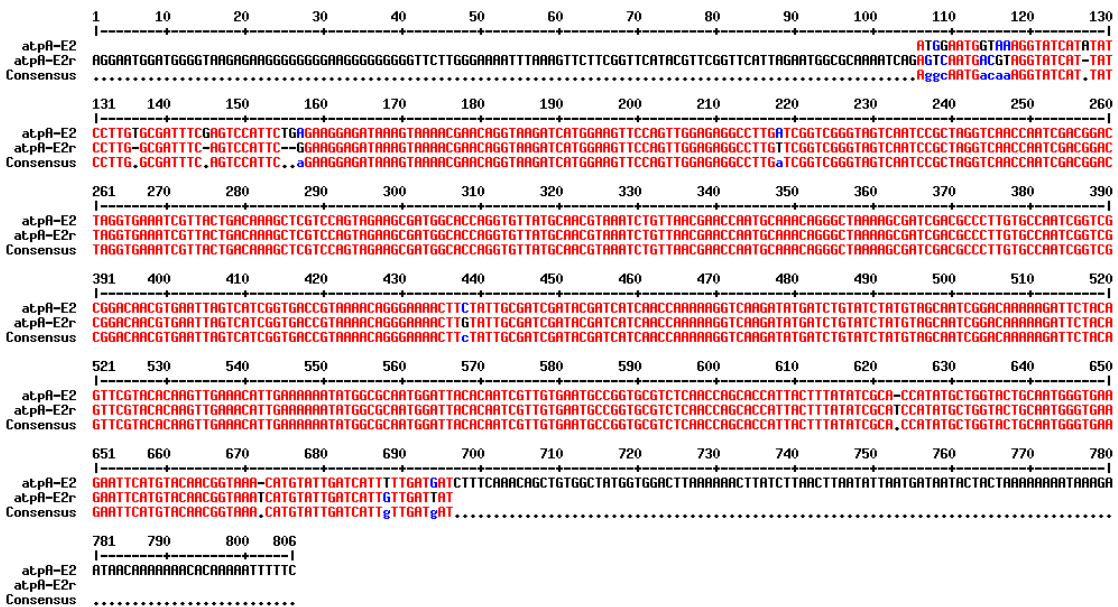 1 10 20 30 40 50 60 70 80 90 100 110 120 130
|--------+---------+---------+---------+---------+---------+---------+---------+---------+---------+---------+---------+---------|
atpA-E2 ATGGAATGGTAAAGGTATCATATAT
atpA-E2r AGGAATGGATGGGGTAAGAGAAGGGGGGGGGAAGGGGGGGGGTTCTTGGGAAAATTTAAAGTTCTTCGGTTCATACGTTCGGTTCATTAGAATGGCGCAAAATCAGAGTCAATGACGTAGGTATCAT-TAT
Consensus .........................................................................................................AggcAATGacaaAGGTATCAT.TAT
131 140 150 160 170 180 190 200 210 220 230 240 250 260
|--------+---------+---------+---------+---------+---------+---------+---------+---------+---------+---------+---------+---------|
atpA-E2 CCTTGTGCGATTTCGAGTCCATTCTGAGAAGGAGATAAAGTAAAACGAACAGGTAAGATCATGGAAGTTCCAGTTGGAGAGGCCTTGATCGGTCGGGTAGTCAATCCGCTAGGTCAACCAATCGACGGAC
atpA-E2r CCTTG-GCGATTTC-AGTCCATTC--GGAAGGAGATAAAGTAAAACGAACAGGTAAGATCATGGAAGTTCCAGTTGGAGAGGCCTTGTTCGGTCGGGTAGTCAATCCGCTAGGTCAACCAATCGACGGAC
Consensus CCTTG.GCGATTTC.AGTCCATTC..aGAAGGAGATAAAGTAAAACGAACAGGTAAGATCATGGAAGTTCCAGTTGGAGAGGCCTTGaTCGGTCGGGTAGTCAATCCGCTAGGTCAACCAATCGACGGAC
261 270 280 290 300 310 320 330 340 350 360 370 380 390
|--------+---------+---------+---------+---------+---------+---------+---------+---------+---------+---------+---------+---------|
atpA-E2 TAGGTGAAATCGTTACTGACAAAGCTCGTCCAGTAGAAGCGATGGCACCAGGTGTTATGCAACGTAAATCTGTTAACGAACCAATGCAAACAGGGCTAAAAGCGATCGACGCCCTTGTGCCAATCGGTCG
atpA-E2r TAGGTGAAATCGTTACTGACAAAGCTCGTCCAGTAGAAGCGATGGCACCAGGTGTTATGCAACGTAAATCTGTTAACGAACCAATGCAAACAGGGCTAAAAGCGATCGACGCCCTTGTGCCAATCGGTCG
Consensus TAGGTGAAATCGTTACTGACAAAGCTCGTCCAGTAGAAGCGATGGCACCAGGTGTTATGCAACGTAAATCTGTTAACGAACCAATGCAAACAGGGCTAAAAGCGATCGACGCCCTTGTGCCAATCGGTCG
391 400 410 420 430 440 450 460 470 480 490 500 510 520
|--------+---------+---------+---------+---------+---------+---------+---------+---------+---------+---------+---------+---------|
atpA-E2 CGGACAACGTGAATTAGTCATCGGTGACCGTAAAACAGGGAAAACTTCTATTGCGATCGATACGATCATCAACCAAAAAGGTCAAGATATGATCTGTATCTATGTAGCAATCGGACAAAAAGATTCTACA
atpA-E2r CGGACAACGTGAATTAGTCATCGGTGACCGTAAAACAGGGAAAACTTGTATTGCGATCGATACGATCATCAACCAAAAAGGTCAAGATATGATCTGTATCTATGTAGCAATCGGACAAAAAGATTCTACA
Consensus CGGACAACGTGAATTAGTCATCGGTGACCGTAAAACAGGGAAAACTTcTATTGCGATCGATACGATCATCAACCAAAAAGGTCAAGATATGATCTGTATCTATGTAGCAATCGGACAAAAAGATTCTACA
521 530 540 550 560 570 580 590 600 610 620 630 640 650
|--------+---------+---------+---------+---------+---------+---------+---------+---------+---------+---------+---------+---------|
atpA-E2 GTTCGTACACAAGTTGAAACATTGAAAAAATATGGCGCAATGGATTACACAATCGTTGTGAATGCCGGTGCGTCTCAACCAGCACCATTACTTTATATCGCA-CCATATGCTGGTACTGCAATGGGTGAA
atpA-E2r GTTCGTACACAAGTTGAAACATTGAAAAAATATGGCGCAATGGATTACACAATCGTTGTGAATGCCGGTGCGTCTCAACCAGCACCATTACTTTATATCGCATCCATATGCTGGTACTGCAATGGGTGAA
Consensus GTTCGTACACAAGTTGAAACATTGAAAAAATATGGCGCAATGGATTACACAATCGTTGTGAATGCCGGTGCGTCTCAACCAGCACCATTACTTTATATCGCA.CCATATGCTGGTACTGCAATGGGTGAA
651 660 670 680 690 700 710 720 730 740 750 760 770 780
|--------+---------+---------+---------+---------+---------+---------+---------+---------+---------+---------+---------+---------|
atpA-E2 GAATTCATGTACAACGGTAAA-CATGTATTGATCATTTTTGATGATCTTTCAAACAGCTGTGGCTATGGTGGACTTAAAAAACTTATCTTAACTTAATATTAATGATAATACTACTAAAAAAAATAAAGA
atpA-E2r GAATTCATGTACAACGGTAAATCATGTATTGATCATTGTTGATTAT
Consensus GAATTCATGTACAACGGTAAA.CATGTATTGATCATTgTTGATgAT....................................................................................
781 790 800 806
|--------+---------+-----|
atpA-E2 ATAACAAAAAAACACAAAAATTTTTC
atpA-E2r
Consensus ..........................